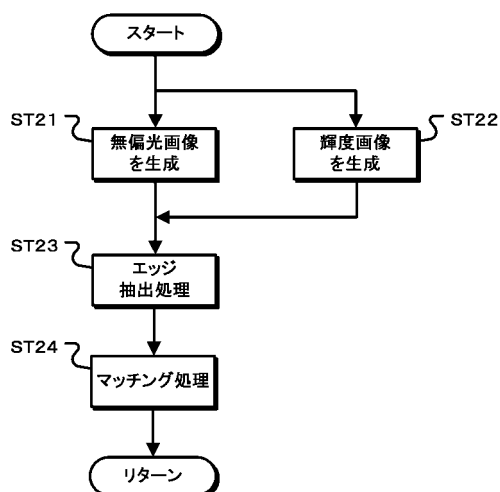 スタート
ST21
無偏光画像
を生成
輝度画像
を生成
ST22
ST23
エッジ
抽出処理
ST24
マッチング処理
リターン